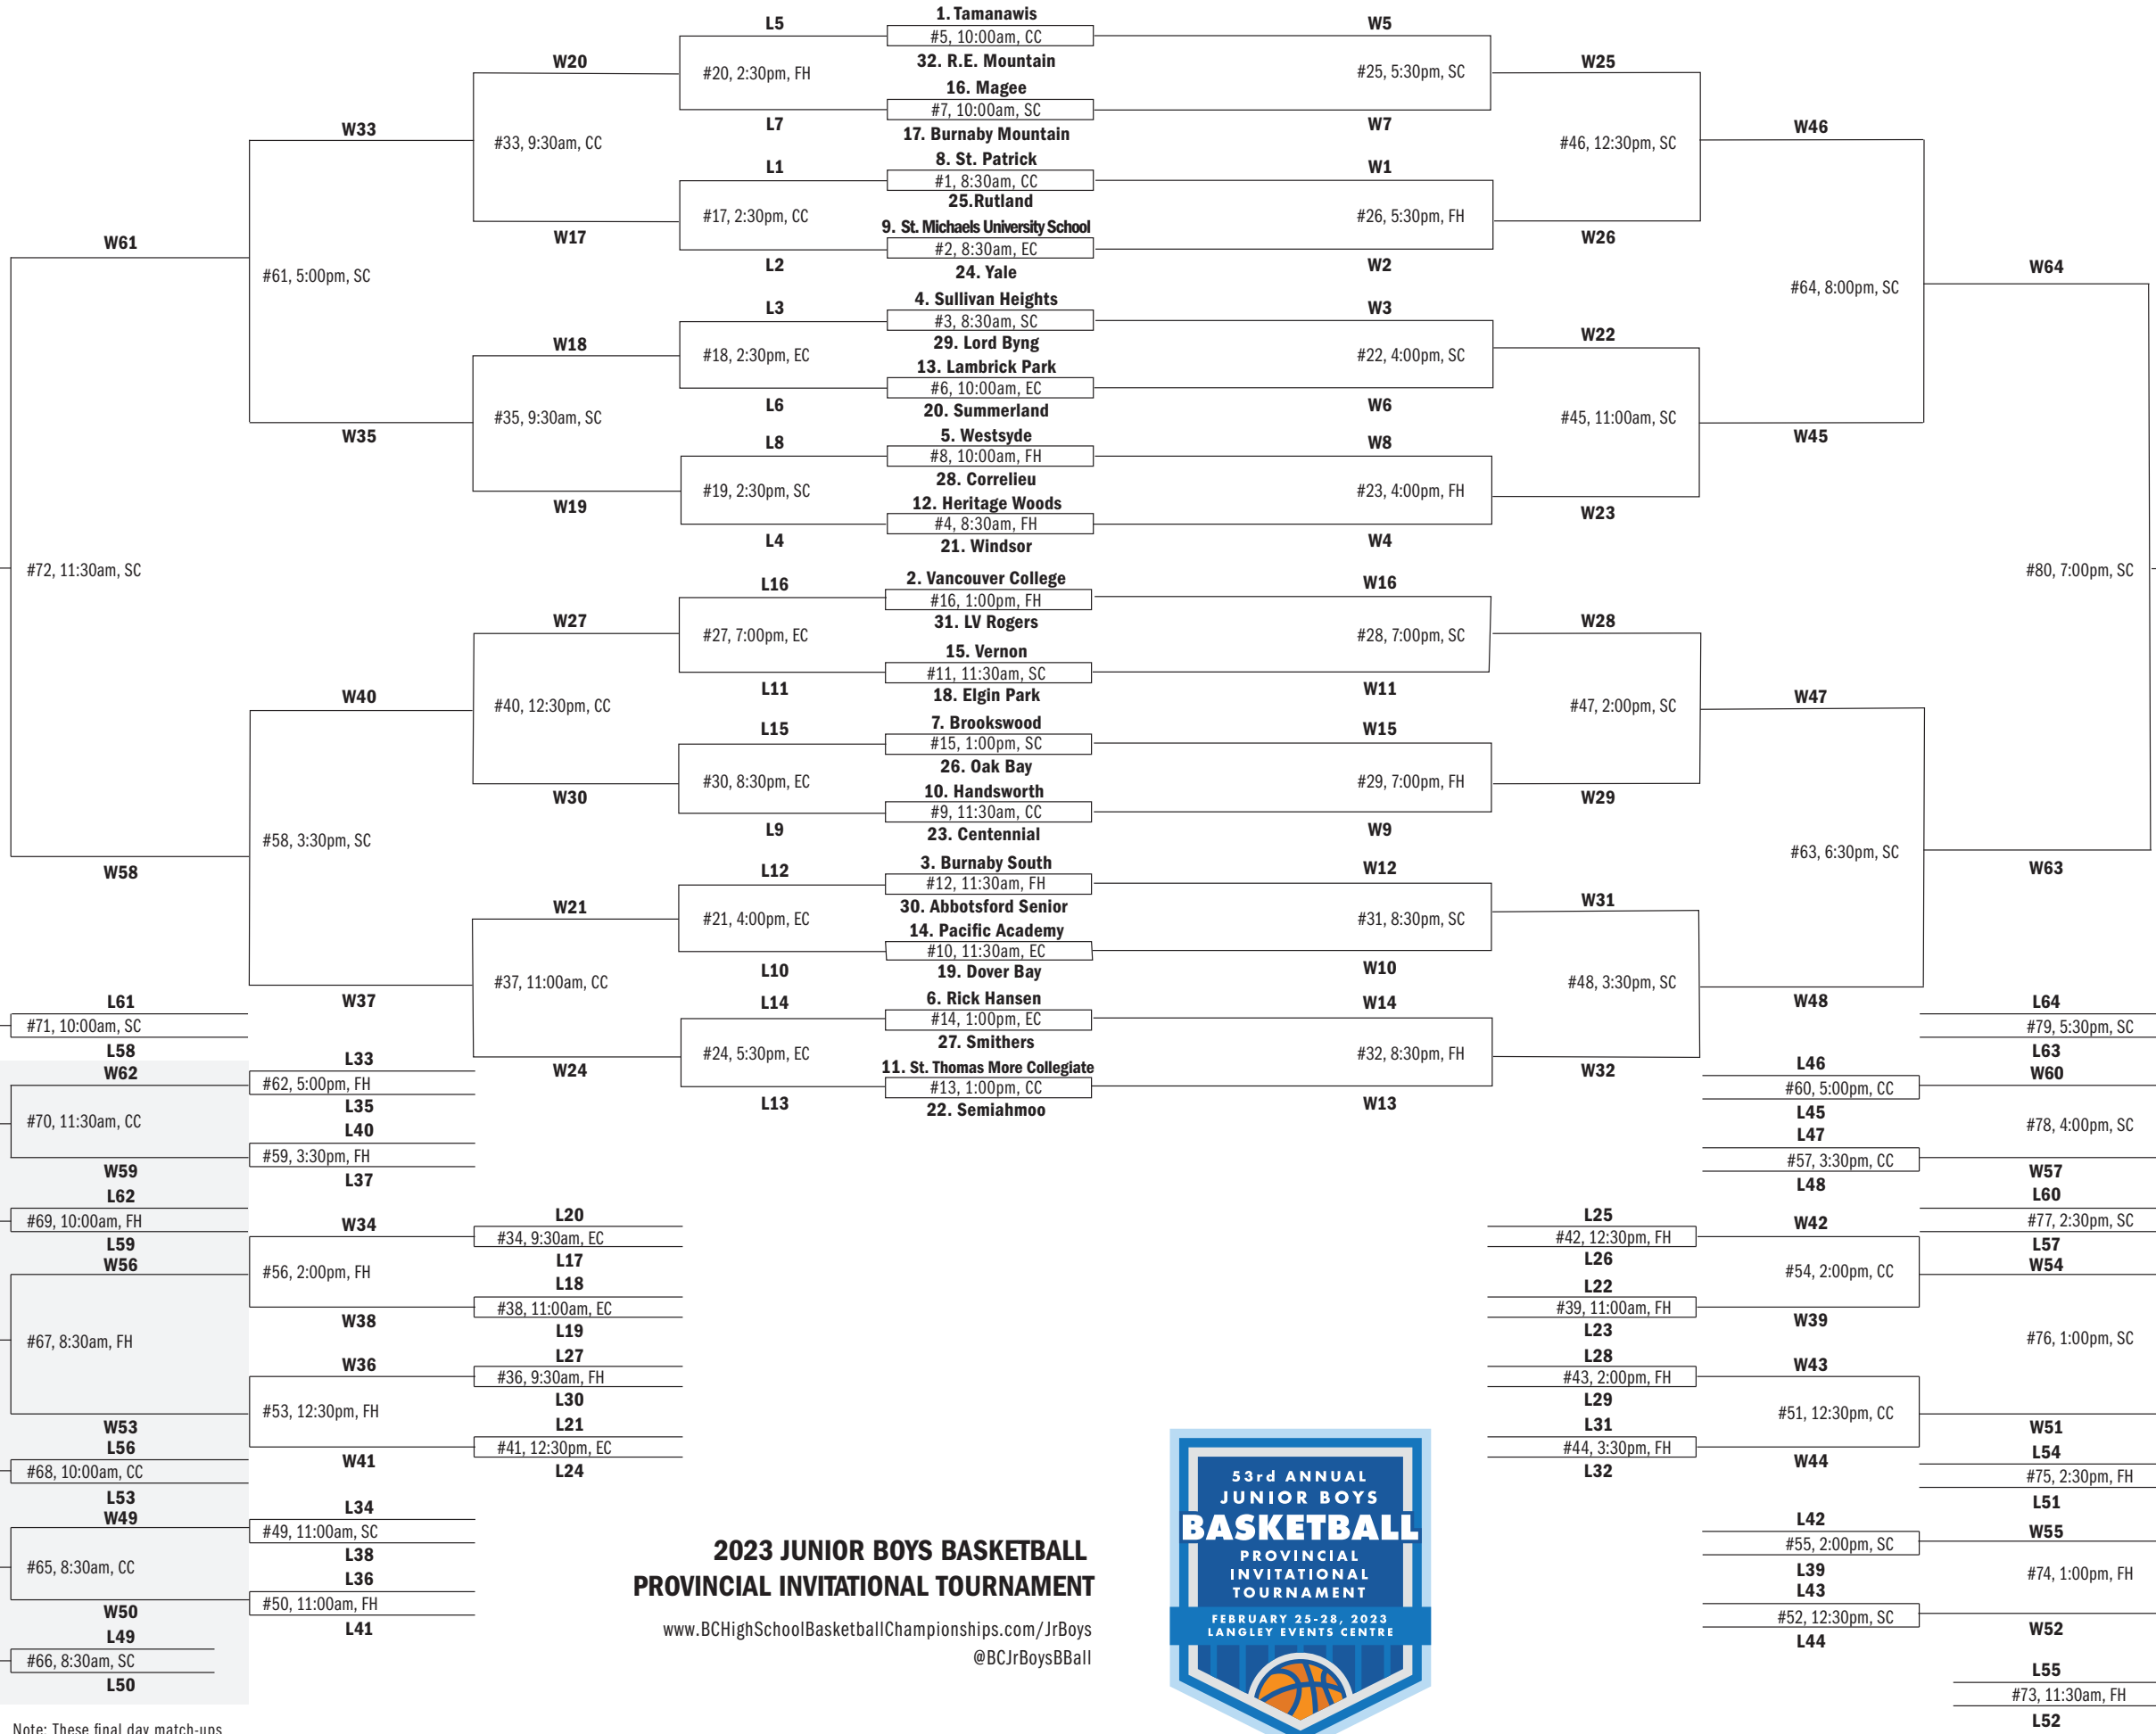 1. Tamanawis
#5, 10:00am, CC
32. R.E. Mountain
16. Magee
#7, 10:00am, SC
17. Burnaby Mountain
8. St. Patrick
#1, 8:30am, CC
25.Rutland
9. St. Michaels University School
#2, 8:30am, EC
24. Yale
4. Sullivan Heights
#3, 8:30am, SC
29. Lord Byng
13. Lambrick Park
#6, 10:00am, EC
20. Summerland
5. Westsyde
#8, 10:00am, FH
28. Correlieu
12. Heritage Woods
#4, 8:30am, FH
21. Windsor
2. Vancouver College
#16, 1:00pm, FH
31. LV Rogers
15. Vernon
#11, 11:30am, SC
18. Elgin Park
7. Brookswood
#15, 1:00pm, SC
26. Oak Bay
10. Handsworth
#9, 11:30am, CC
23. Centennial
3. Burnaby South
#12, 11:30am, FH
30. Abbotsford Senior
14. Pacific Academy
#10, 11:30am, EC
19. Dover Bay
6. Rick Hansen
#14, 1:00pm, EC
27. Smithers
11. St. Thomas More Collegiate
#13, 1:00pm, CC
22. Semiahmoo
L5
#20, 2:30pm, FH
L7
L1
#17, 2:30pm, CC
L2
L3
#18, 2:30pm, EC
L6
L8
#19, 2:30pm, SC
L4
L16
#27, 7:00pm, EC
L11
L15
#30, 8:30pm, EC
L9
L12
#21, 4:00pm, EC
L10
L14
#24, 5:30pm, EC
L13
W20
#33, 9:30am, CC
W17
W18
#35, 9:30am, SC
W19
W27
#40, 12:30pm, CC
W30
W21
#37, 11:00am, CC
W24
L20
#34, 9:30am, EC
L17
L18
#38, 11:00am, EC
L19
L27
#36, 9:30am, FH
L30
L21
#41, 12:30pm, EC
L24
W33
#61, 5:00pm, SC
W35
W40
#58, 3:30pm, SC
W37
L33
#62, 5:00pm, FH
L35
L40
#59, 3:30pm, FH
L37
W34
#56, 2:00pm, FH
W38
W36
#53, 12:30pm, FH
W41
L34
#49, 11:00am, SC
L38
L36
#50, 11:00am, FH
L41
W61
#72, 11:30am, SC
W58
L61
#71, 10:00am, SC
L58
W62
#70, 11:30am, CC
W59
L62
#69, 10:00am, FH
L59
W56
#67, 8:30am, FH
W53
L56
#68, 10:00am, CC
L53
W49
#65, 8:30am, CC
W50
L49
#66, 8:30am, SC
L50
Note: These final day match-ups
W5
#25, 5:30pm, SC
W7
W1
#26, 5:30pm, FH
W2
W3
#22, 4:00pm, SC
W6
W8
#23, 4:00pm, FH
W4
W16
#28, 7:00pm, SC
W11
W15
#29, 7:00pm, FH
W9
W12
#31, 8:30pm, SC
W10
W14
#32, 8:30pm, FH
W13
W25
#46, 12:30pm, SC
W26
W22
#45, 11:00am, SC
W23
W28
#47, 2:00pm, SC
W29
W31
#48, 3:30pm, SC
W32
L25
#42, 12:30pm, FH
L26
L22
#39, 11:00am, FH
L23
L28
#43, 2:00pm, FH
L29
L31
#44, 3:30pm, FH
L32
W46
#64, 8:00pm, SC
W45
W47
#63, 6:30pm, SC
W48
L46
#60, 5:00pm, CC
L45
L47
#57, 3:30pm, CC
L48
W42
#54, 2:00pm, CC
W39
W43
#51, 12:30pm, CC
W44
L42
#55, 2:00pm, SC
L39
L43
#52, 12:30pm, SC
L44
W64
#80, 7:00pm, SC
W63
L64
#79, 5:30pm, SC
L63
W60
#78, 4:00pm, SC
W57
L60
#77, 2:30pm, SC
L57
W54
#76, 1:00pm, SC
W51
L54
#75, 2:30pm, FH
L51
W55
#74, 1:00pm, FH
W52
L55
#73, 11:30am, FH
L52
2023 JUNIOR BOYS BASKETBALL
PROVINCIAL INVITATIONAL TOURNAMENT
www.BCHighSchoolBasketballChampionships.com/JrBoys
@BCJrBoysBBall
53rd ANNUAL
JUNIOR BOYS
BASKETBALL
PROVINCIAL
INVITATIONAL
TOURNAMENT
FEBRUARY 25-28, 2023
LANGLEY EVENTS CENTRE